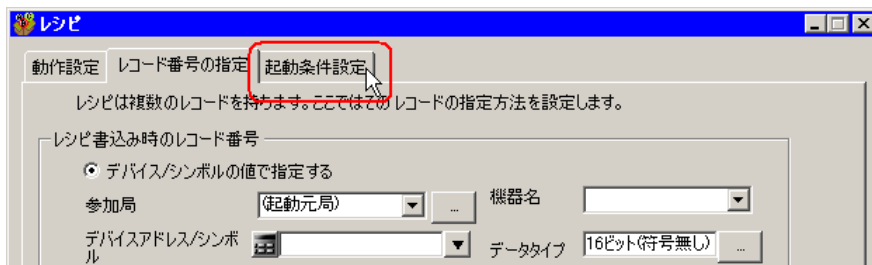 レシピ
動作設定 レコード番号の指定 起動条件設定
レシピは複数のレコードを持ちます。ここではそのレコードの指定方法を設定します。
レシピ書込み時のレコード番号
デバイス/シンボルの値で指定する
参加局 (起動元局) ... 機器名
デバイスアドレス/シンボ
ル
データタイプ 16ビット(符号無し) ...